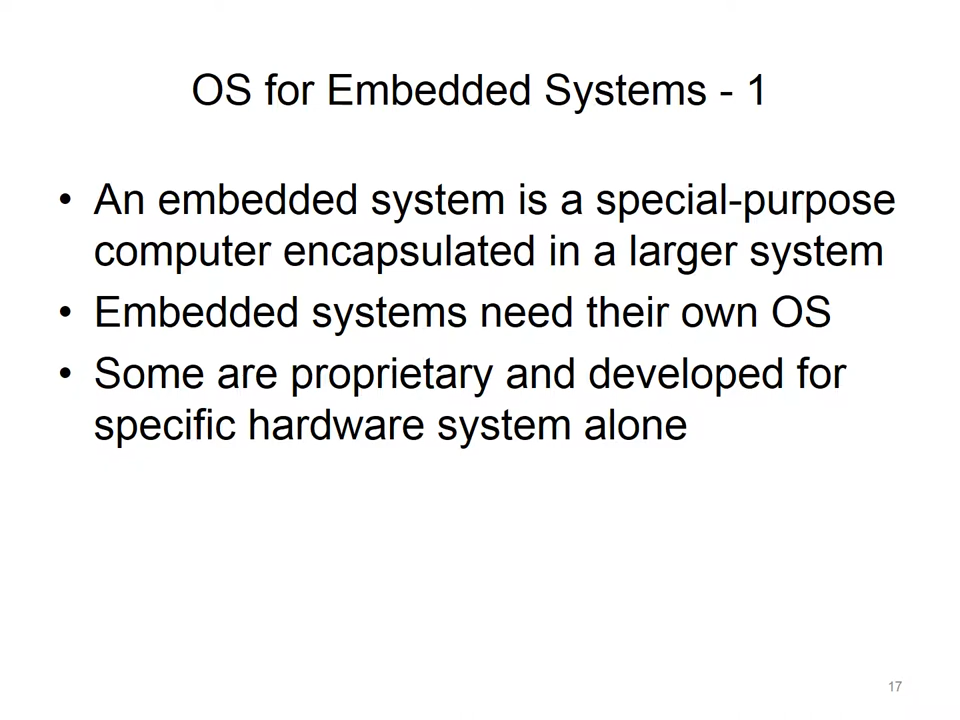 OS for Embedded Systems - 1
• An embedded system is a special-purpose
computer encapsulated in a larger system
• Embedded systems need their own OS
• Some are proprietary and developed for
specific hardware system alone
17